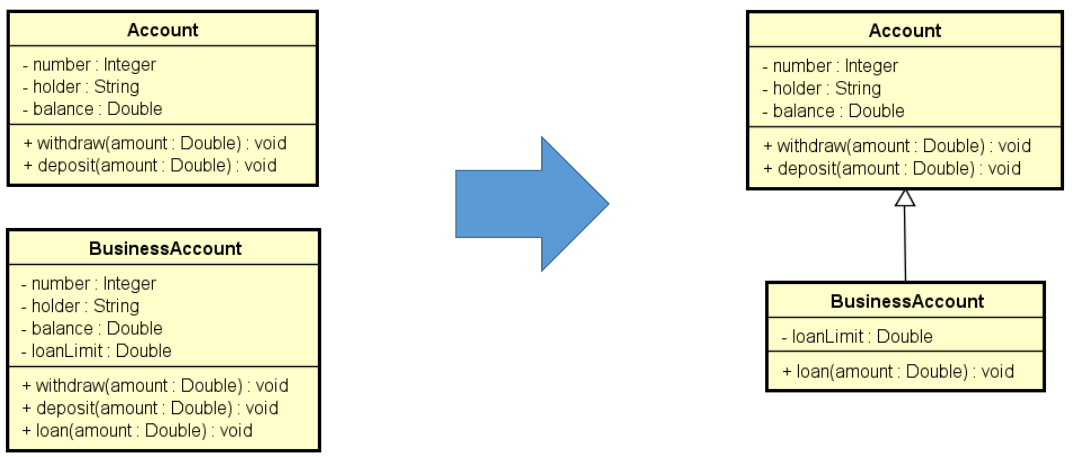 Account
- number : Integer
- holder : String
- balance : Double
+ withdraw(amount : Double) : void
+ deposit(amount : Double) : void
BusinessAccount
- number : Integer
- holder : String
- balance : Double
- loanLimit : Double
+ withdraw(amount : Double) : void
+ deposit(amount : Double) : void
+ loan(amount : Double) : void
Account
- number : Integer
- holder : String
- balance : Double
+ withdraw(amount : Double) : void
+ deposit(amount : Double) : void
BusinessAccount
- loanLimit : Double
+ loan(amount : Double) : void